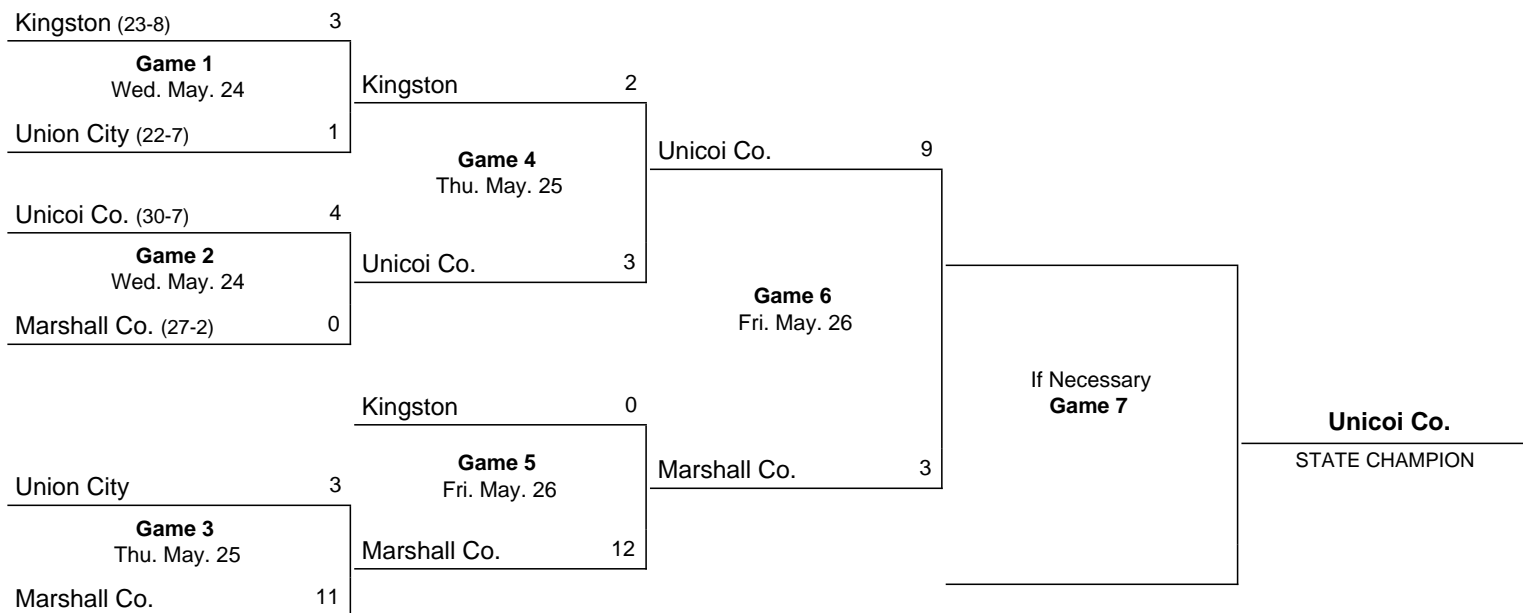 Kingston (23-8) 3
Game 1
Wed. May. 24
Union City (22-7) 1
Unicoi Co. (30-7) 4
Game 2
Wed. May. 24
Marshall Co. (27-2) 0
Union City 3
Game 3
Thu. May. 25
Marshall Co. 11
Kingston 2
Game 4
Thu. May. 25
Unicoi Co. 3
Kingston 0
Game 5
Fri. May. 26
Marshall Co. 12
Unicoi Co. 9
Game 6
Fri. May. 26
Marshall Co. 3
If Necessary
Game 7
Unicoi Co.
STATE CHAMPION